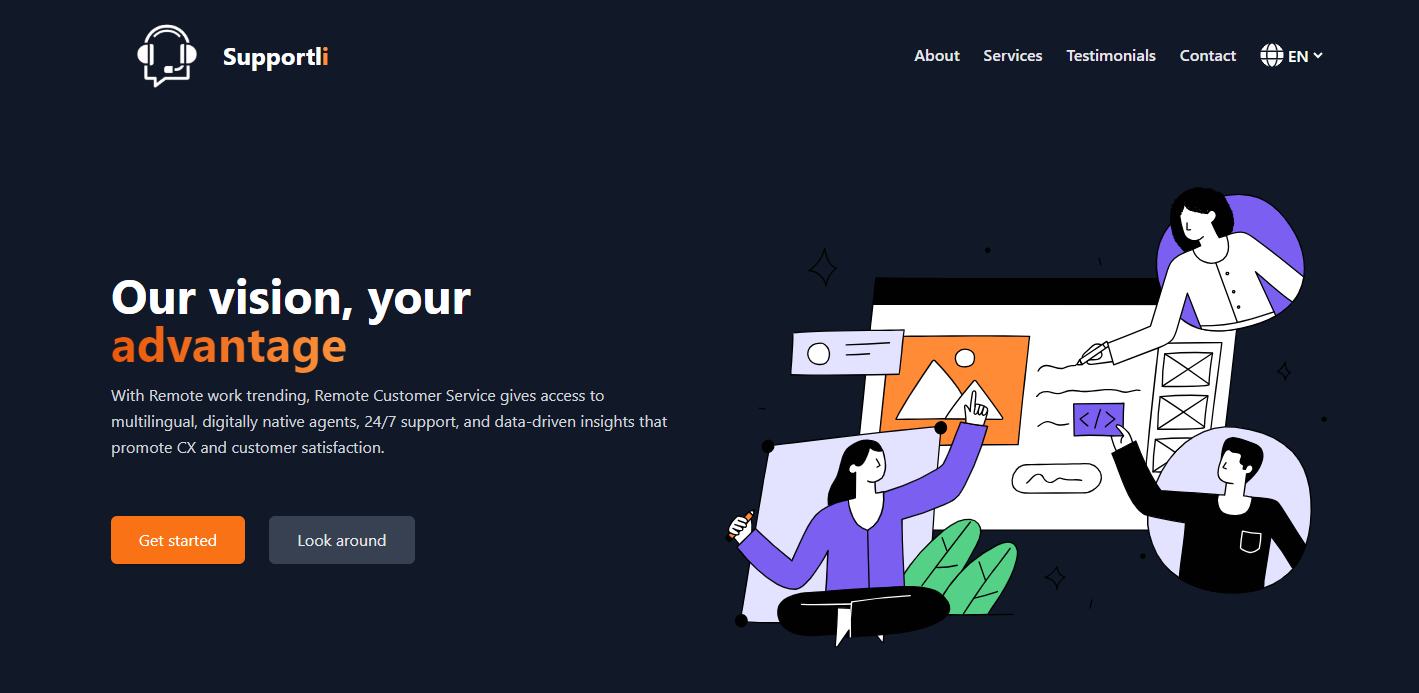 Supportli
About Services Testimonials Contact EN
Our vision, your
advantage
With Remote work trending, Remote Customer Service gives access to
multilingual, digitally native agents, 24/7 support, and data-driven insights that
promote CX and customer satisfaction.
Get started Look around
</>